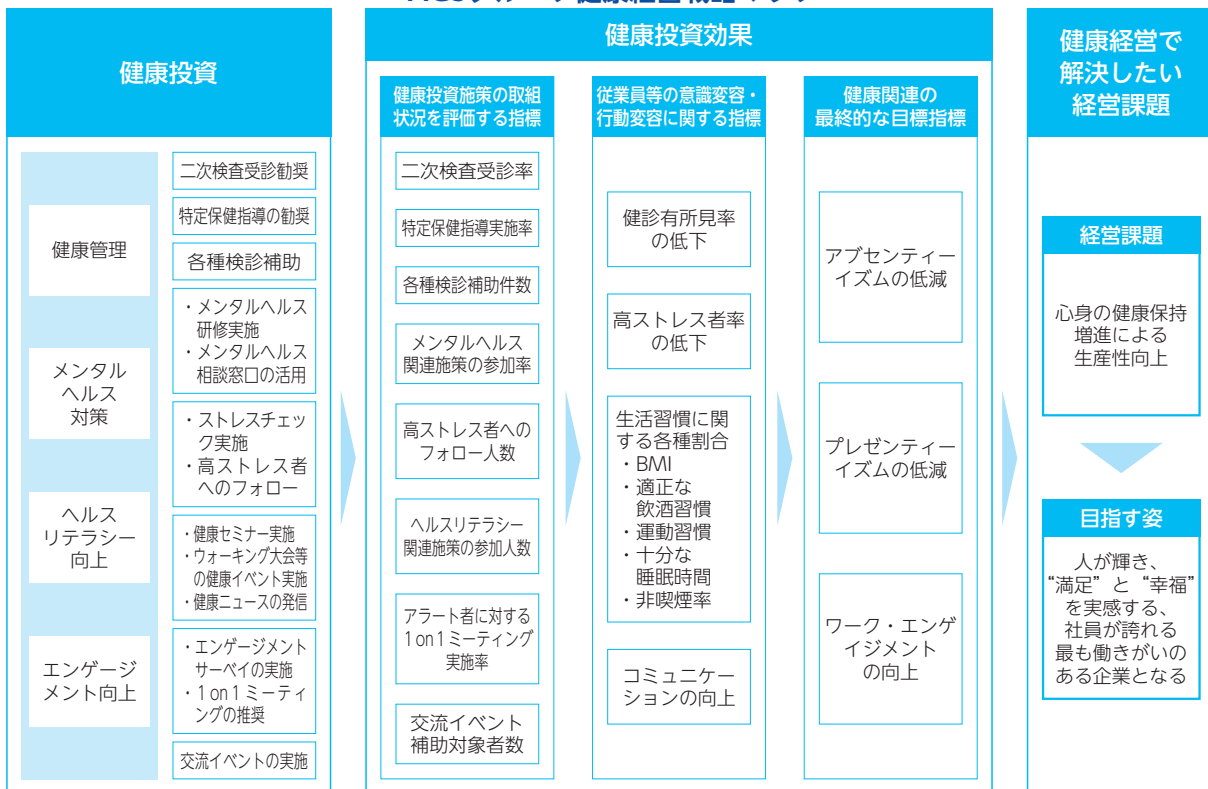 健康投資
健康管理
メンタル
ヘルス
対策
ヘルス
リテラシー
向上
エンゲージ
メント向上
二次検査受診勧奨
特定保健指導の勧奨
各種検診補助
・メンタルヘルス
研修実施
・メンタルヘルス
相談窓口の活用
・ストレスチェッ
ク実施
・高ストレス者
へのフォロー
・健康セミナー実施
・ウォーキング大会等
の健康イベント実施
・健康ニュースの発信
・エンゲージメント
サーベイの実施
・1on1ミーティ
ングの推奨
交流イベントの実施
健康投資効果
健康投資施策の取組
状況を評価する指標
二次検査受診率
特定保健指導実施率
各種検診補助件数
メンタルヘルス
関連施策の参加率
高ストレス者への
フォロー人数
ヘルスリテラシー
関連施策の参加人数
アラート者に対する
1on1ミーティング
実施率
交流イベント
補助対象者数
従業員等の意識変容・
行動変容に関する指標
健診有所見率
の低下
高ストレス者率
の低下
生活習慣に関
する各種割合
・BMI
・適正な
飲酒習慣
・運動習慣
・十分な
睡眠時間
・非喫煙率
コミュニケー
ションの向上
健康関連の
最終的な目標指標
アブセンティー
イズムの低減
プレゼンティー
イズムの低減
ワーク・エンゲ
イジメント
の向上
健康経営で
解決したい
経営課題
経営課題
心身の健康保持
増進による
生産性向上
目指す姿
人が輝き、
“満足”と“幸福”
を実感する、
社員が誇れる
最も働きがいの
ある企業となる